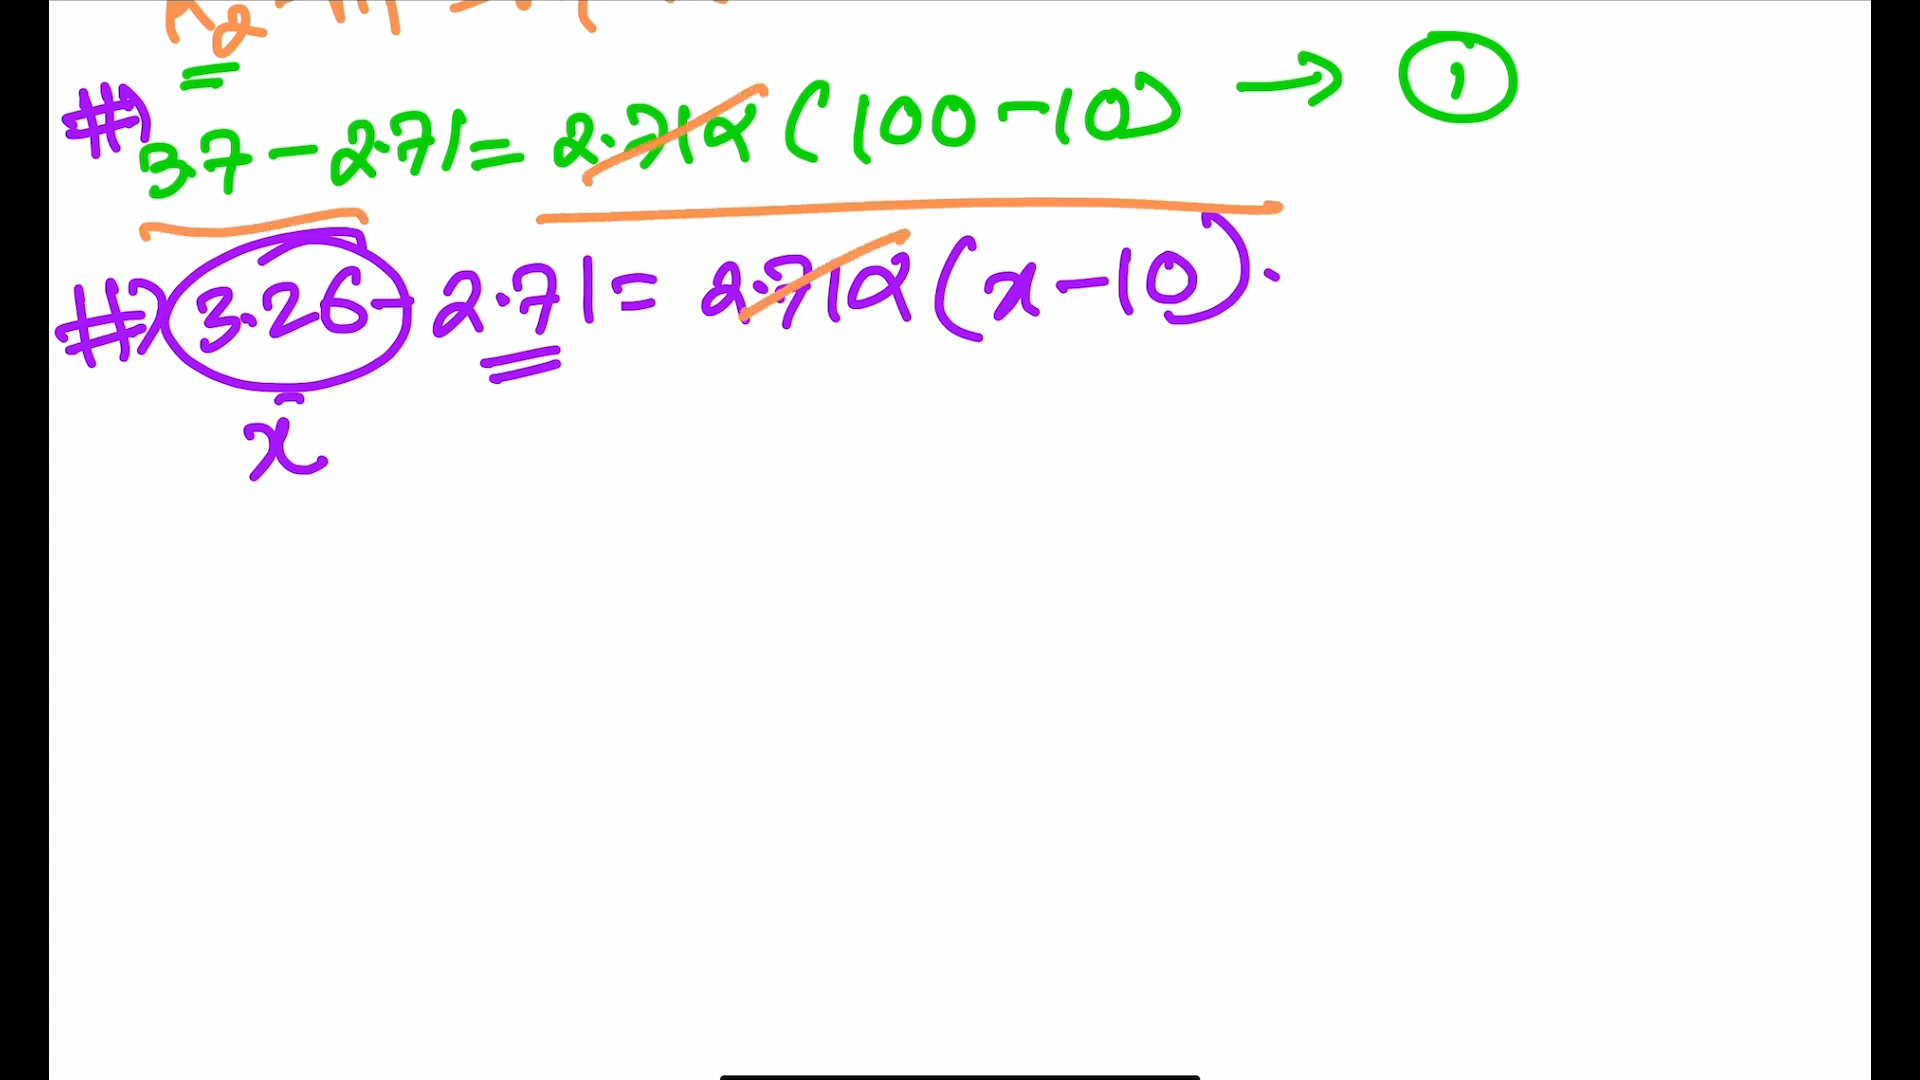 #) 3.7 - 2.71 = 2.71α (100 - 10) → 1
#) 3.26 - 2.71 = 2.71α (x - 10).
x